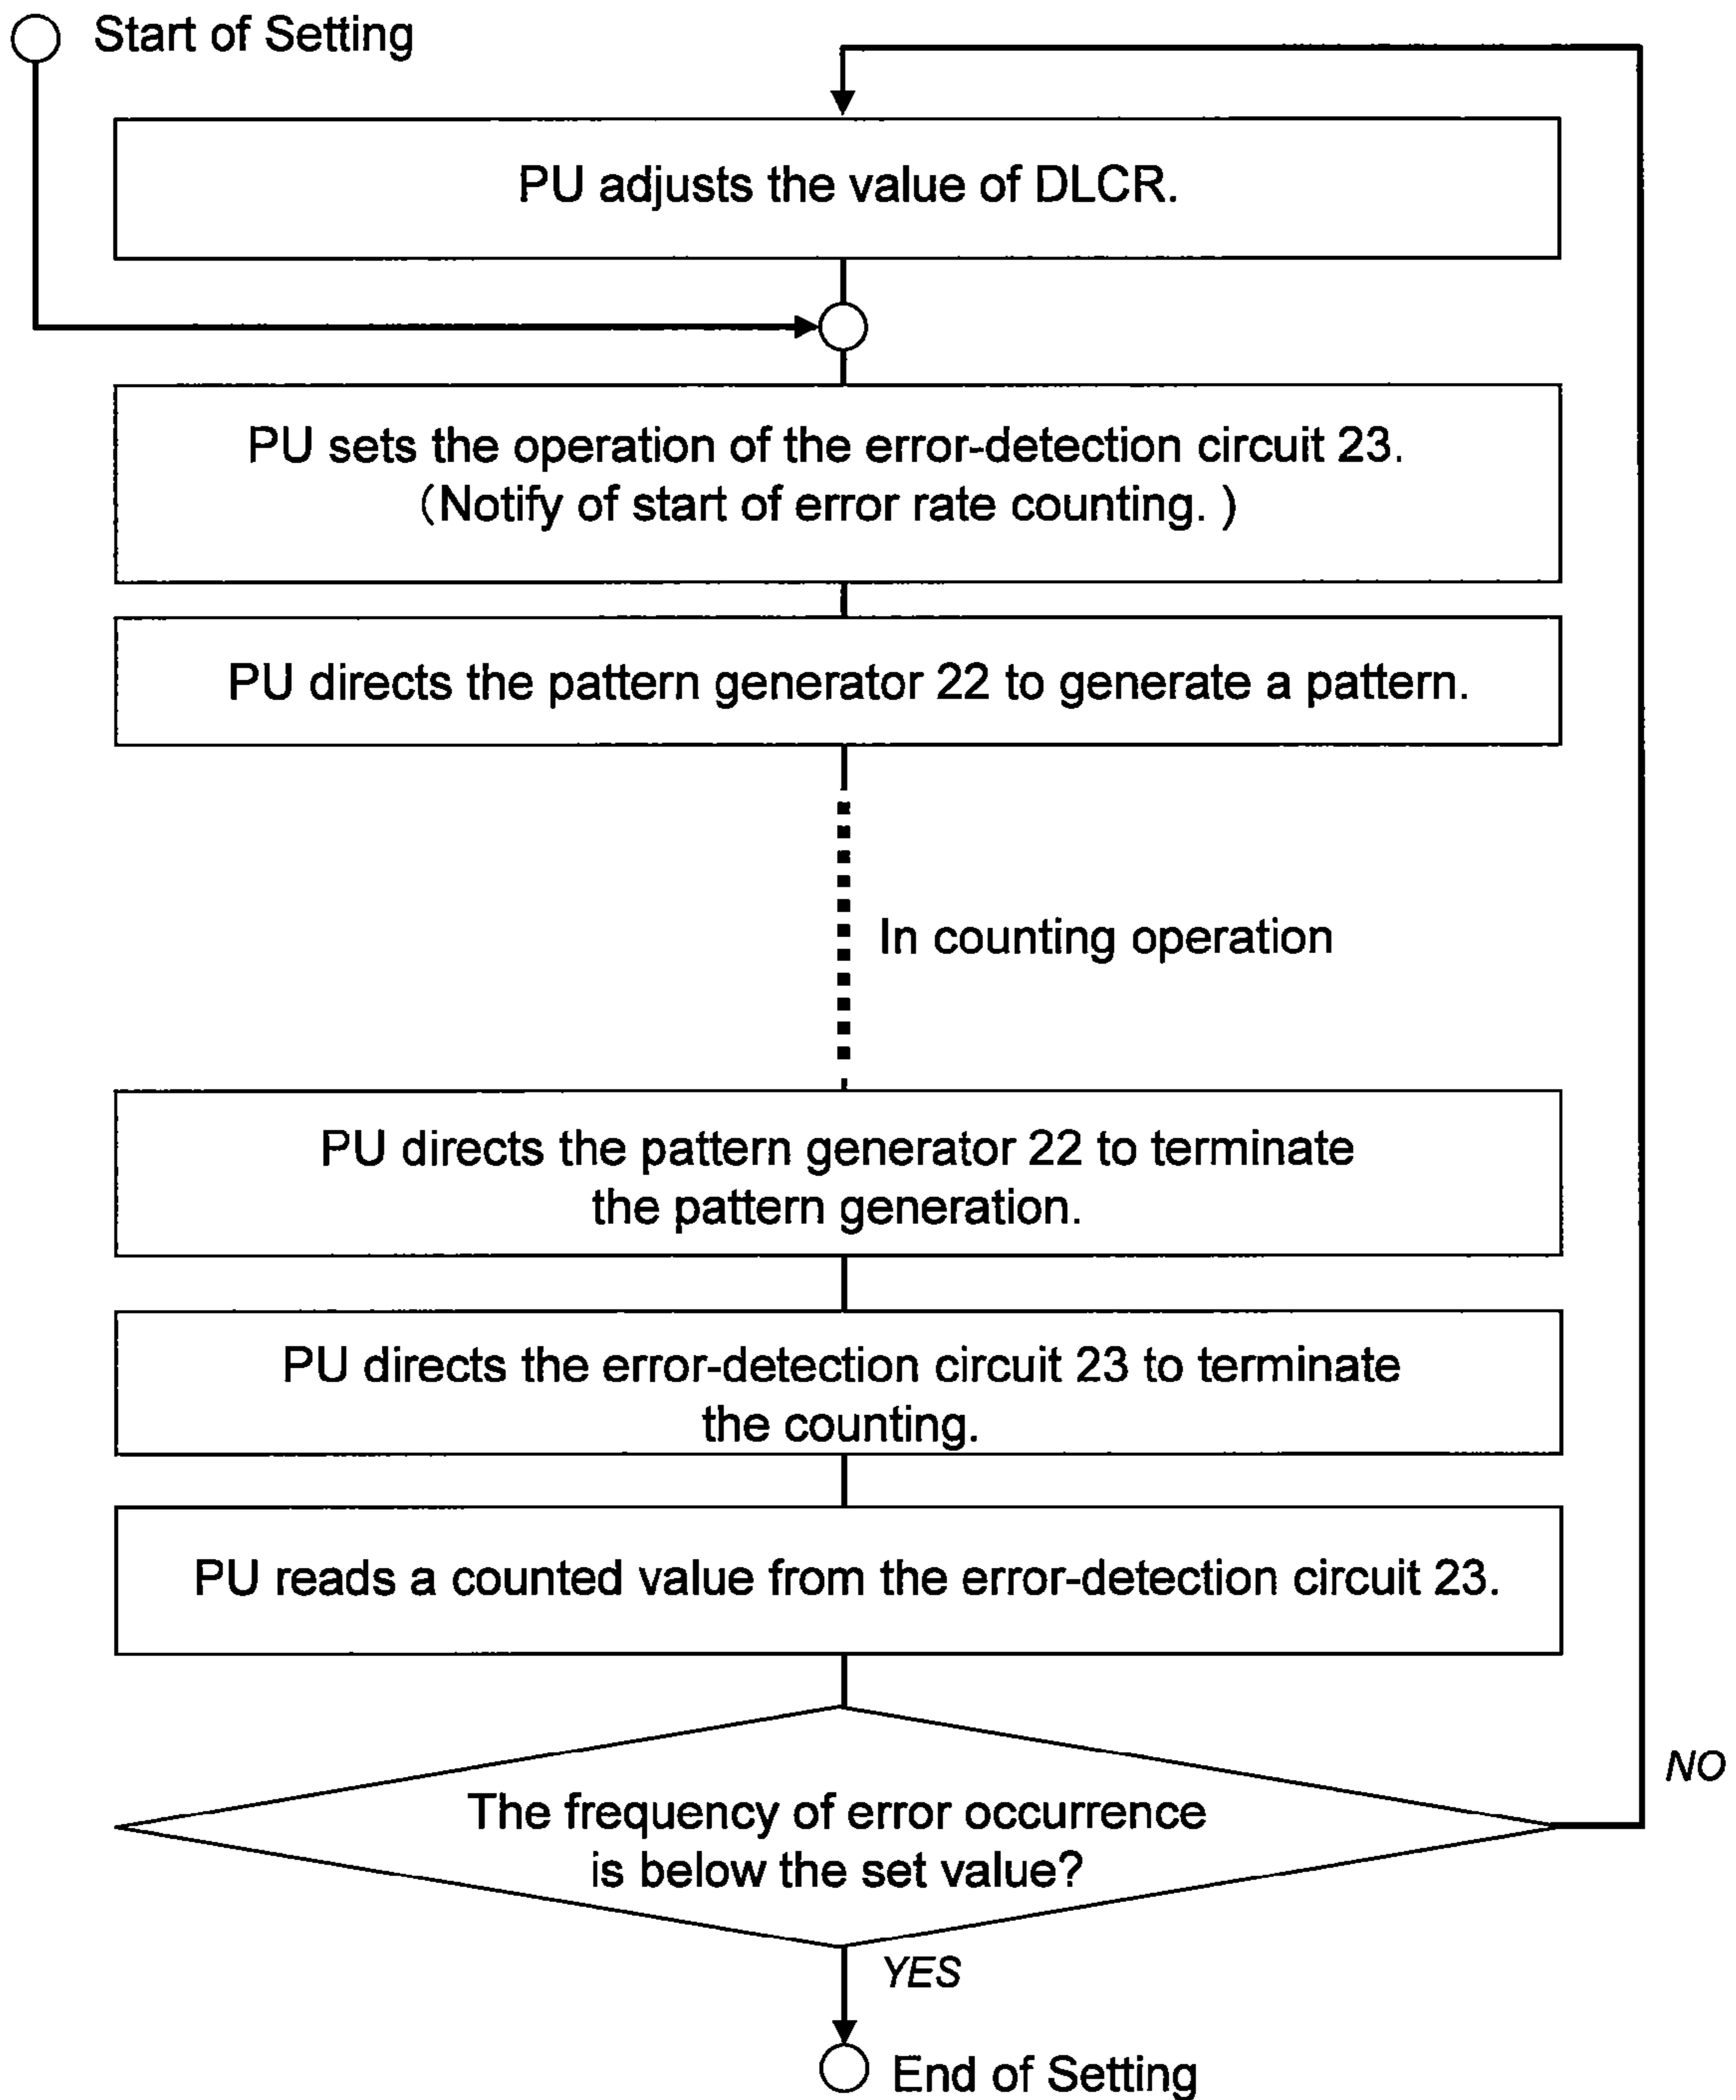 Start of Setting
PU adjusts the value of DLCR.
PU sets the operation of the error-detection circuit 23.
(Notify of start of error rate counting. )
PU directs the pattern generator 22 to generate a pattern.
In counting operation
PU directs the pattern generator 22 to terminate
the pattern generation.
PU directs the error-detection circuit 23 to terminate
the counting.
PU reads a counted value from the error-detection circuit 23.
NO
The frequency of error occurrence
is below the set value?
YES
End of Setting